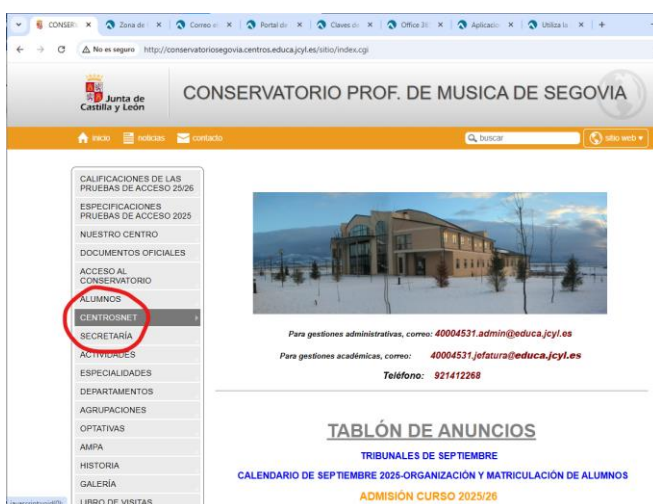 CONSER
Zona de
Correo el
Portal de
Claves de
Office 36
Aplicacio
Utiliza la
No es seguro http://conservatoriosegovia.centros.educa.jcyl.es/sitio/index.cgi
Junta de
Castilla y León
CONSERVATORIO PROF. DE MUSICA DE SEGOVIA
inicio noticias contacto buscar sitio web
CALIFICACIONES DE LAS
PRUEBAS DE ACCESO 25/26
ESPECIFICACIONES
PRUEBAS DE ACCESO 2025
NUESTRO CENTRO
DOCUMENTOS OFICIALES
ACCESO AL
CONSERVATORIO
ALUMNOS
CENTROSNET
SECRETARÍA
ACTIVIDADES
ESPECIALIDADES
DEPARTAMENTOS
AGRUPACIONES
OPTATIVAS
AMPA
HISTORIA
GALERÍA
LIBRO DE VISITAS
Para gestiones administrativas, correo: 40004531.admin@educa.jcyl.es
Para gestiones académicas, correo: 40004531.jefatura@educa.jcyl.es
Teléfono: 921412268
TABLÓN DE ANUNCIOS
TRIBUNALES DE SEPTIEMBRE
CALENDARIO DE SEPTIEMBRE 2025-ORGANIZACIÓN Y MATRICULACIÓN DE ALUMNOS
ADMISIÓN CURSO 2025/26